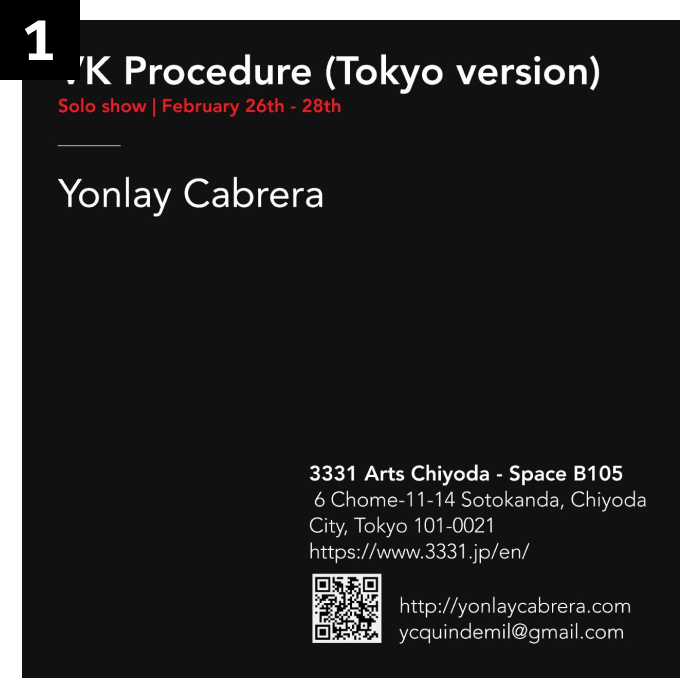 1
VK Procedure (Tokyo version)
Solo show | February 26th - 28th
Yonlay Cabrera
3331 Arts Chiyoda - Space B105
6 Chome-11-14 Sotokanda, Chiyoda
City, Tokyo 101-0021
https://www.3331.jp/en/
http://yonlaycabrera.com
ycquindemil@gmail.com